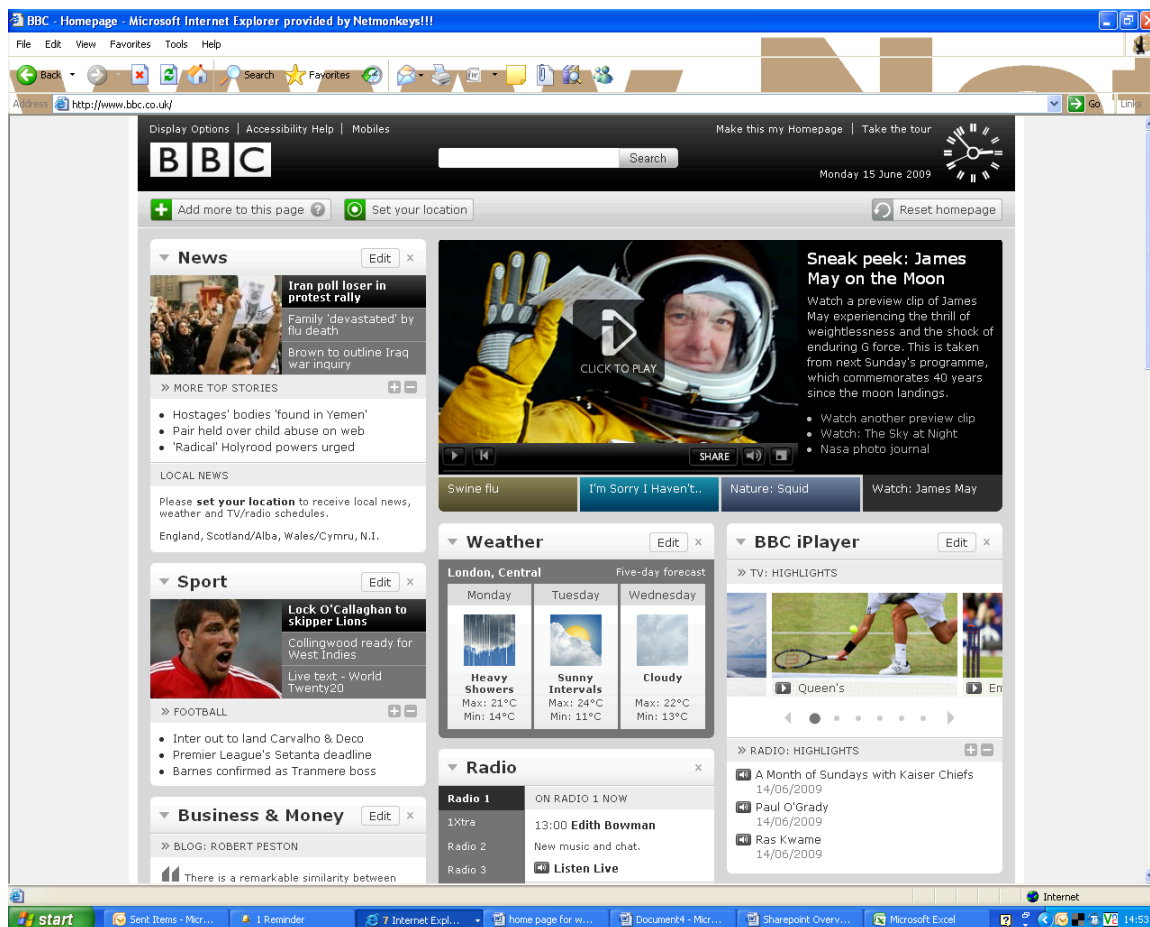 BBC - Homepage - Microsoft Internet Explorer provided by Netmonkeys!!!
File Edit View Favorites Tools Help
Back Search Favorites
Address http://www.bbc.co.uk/ Go Links
Display Options | Accessibility Help | Mobiles
Make this my Homepage | Take the tour
BBC
Search
Monday 15 June 2009
Add more to this page ? Set your location
Reset homepage
News Edit
Iran poll loser in
protest rally
Family 'devastated' by
flu death
Brown to outline Iraq
war inquiry
» MORE TOP STORIES
• Hostages' bodies 'found in Yemen'
• Pair held over child abuse on web
• 'Radical' Holyrood powers urged
LOCAL NEWS
Please set your location to receive local news,
weather and TV/radio schedules.
England, Scotland/Alba, Wales/Cymru, N.I.
Sport Edit
Lock O'Callaghan to
skipper Lions
Collingwood ready for
West Indies
Live text - World
Twenty20
» FOOTBALL
• Inter out to land Carvalho & Deco
• Premier League's Setanta deadline
• Barnes confirmed as Tranmere boss
Business & Money Edit
» BLOG: ROBERT PESTON
There is a remarkable similarity between
CLICK TO PLAY
SHARE
Sneak peek: James
May on the Moon
Watch a preview clip of James
May experiencing the thrill of
weightlessness and the shock of
enduring G force. This is taken
from next Sunday's programme,
which commemorates 40 years
since the moon landings.
• Watch another preview clip
• Watch: The Sky at Night
• Nasa photo journal
Swine flu
I'm Sorry I Haven't..
Nature: Squid
Watch: James May
Weather Edit
London, Central Five-day forecast
Monday Tuesday Wednesday
Heavy
Showers
Max: 21°C
Min: 14°C
Sunny
Intervals
Max: 24°C
Min: 11°C
Cloudy
Max: 22°C
Min: 13°C
Radio
Radio 1
1Xtra
Radio 2
Radio 3
ON RADIO 1 NOW
13:00 Edith Bowman
New music and chat.
Listen Live
BBC iPlayer Edit
» TV: HIGHLIGHTS
Queen's
» RADIO: HIGHLIGHTS
A Month of Sundays with Kaiser Chiefs
14/06/2009
Paul O'Grady
14/06/2009
Ras Kwame
14/06/2009
Internet
start
Sent Items - Micr...
1 Reminder
7 Internet Expl...
home page for w...
Document4 - Micr...
Sharepoint Overv...
Microsoft Excel
14:53